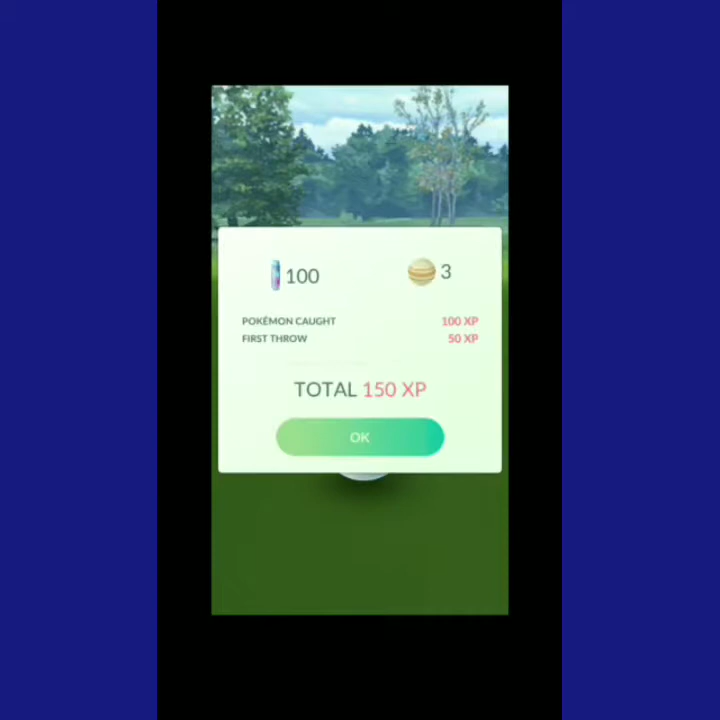 100
3
POKÉMON CAUGHT 100 XP
FIRST THROW 50 XP
TOTAL 150 XP
OK